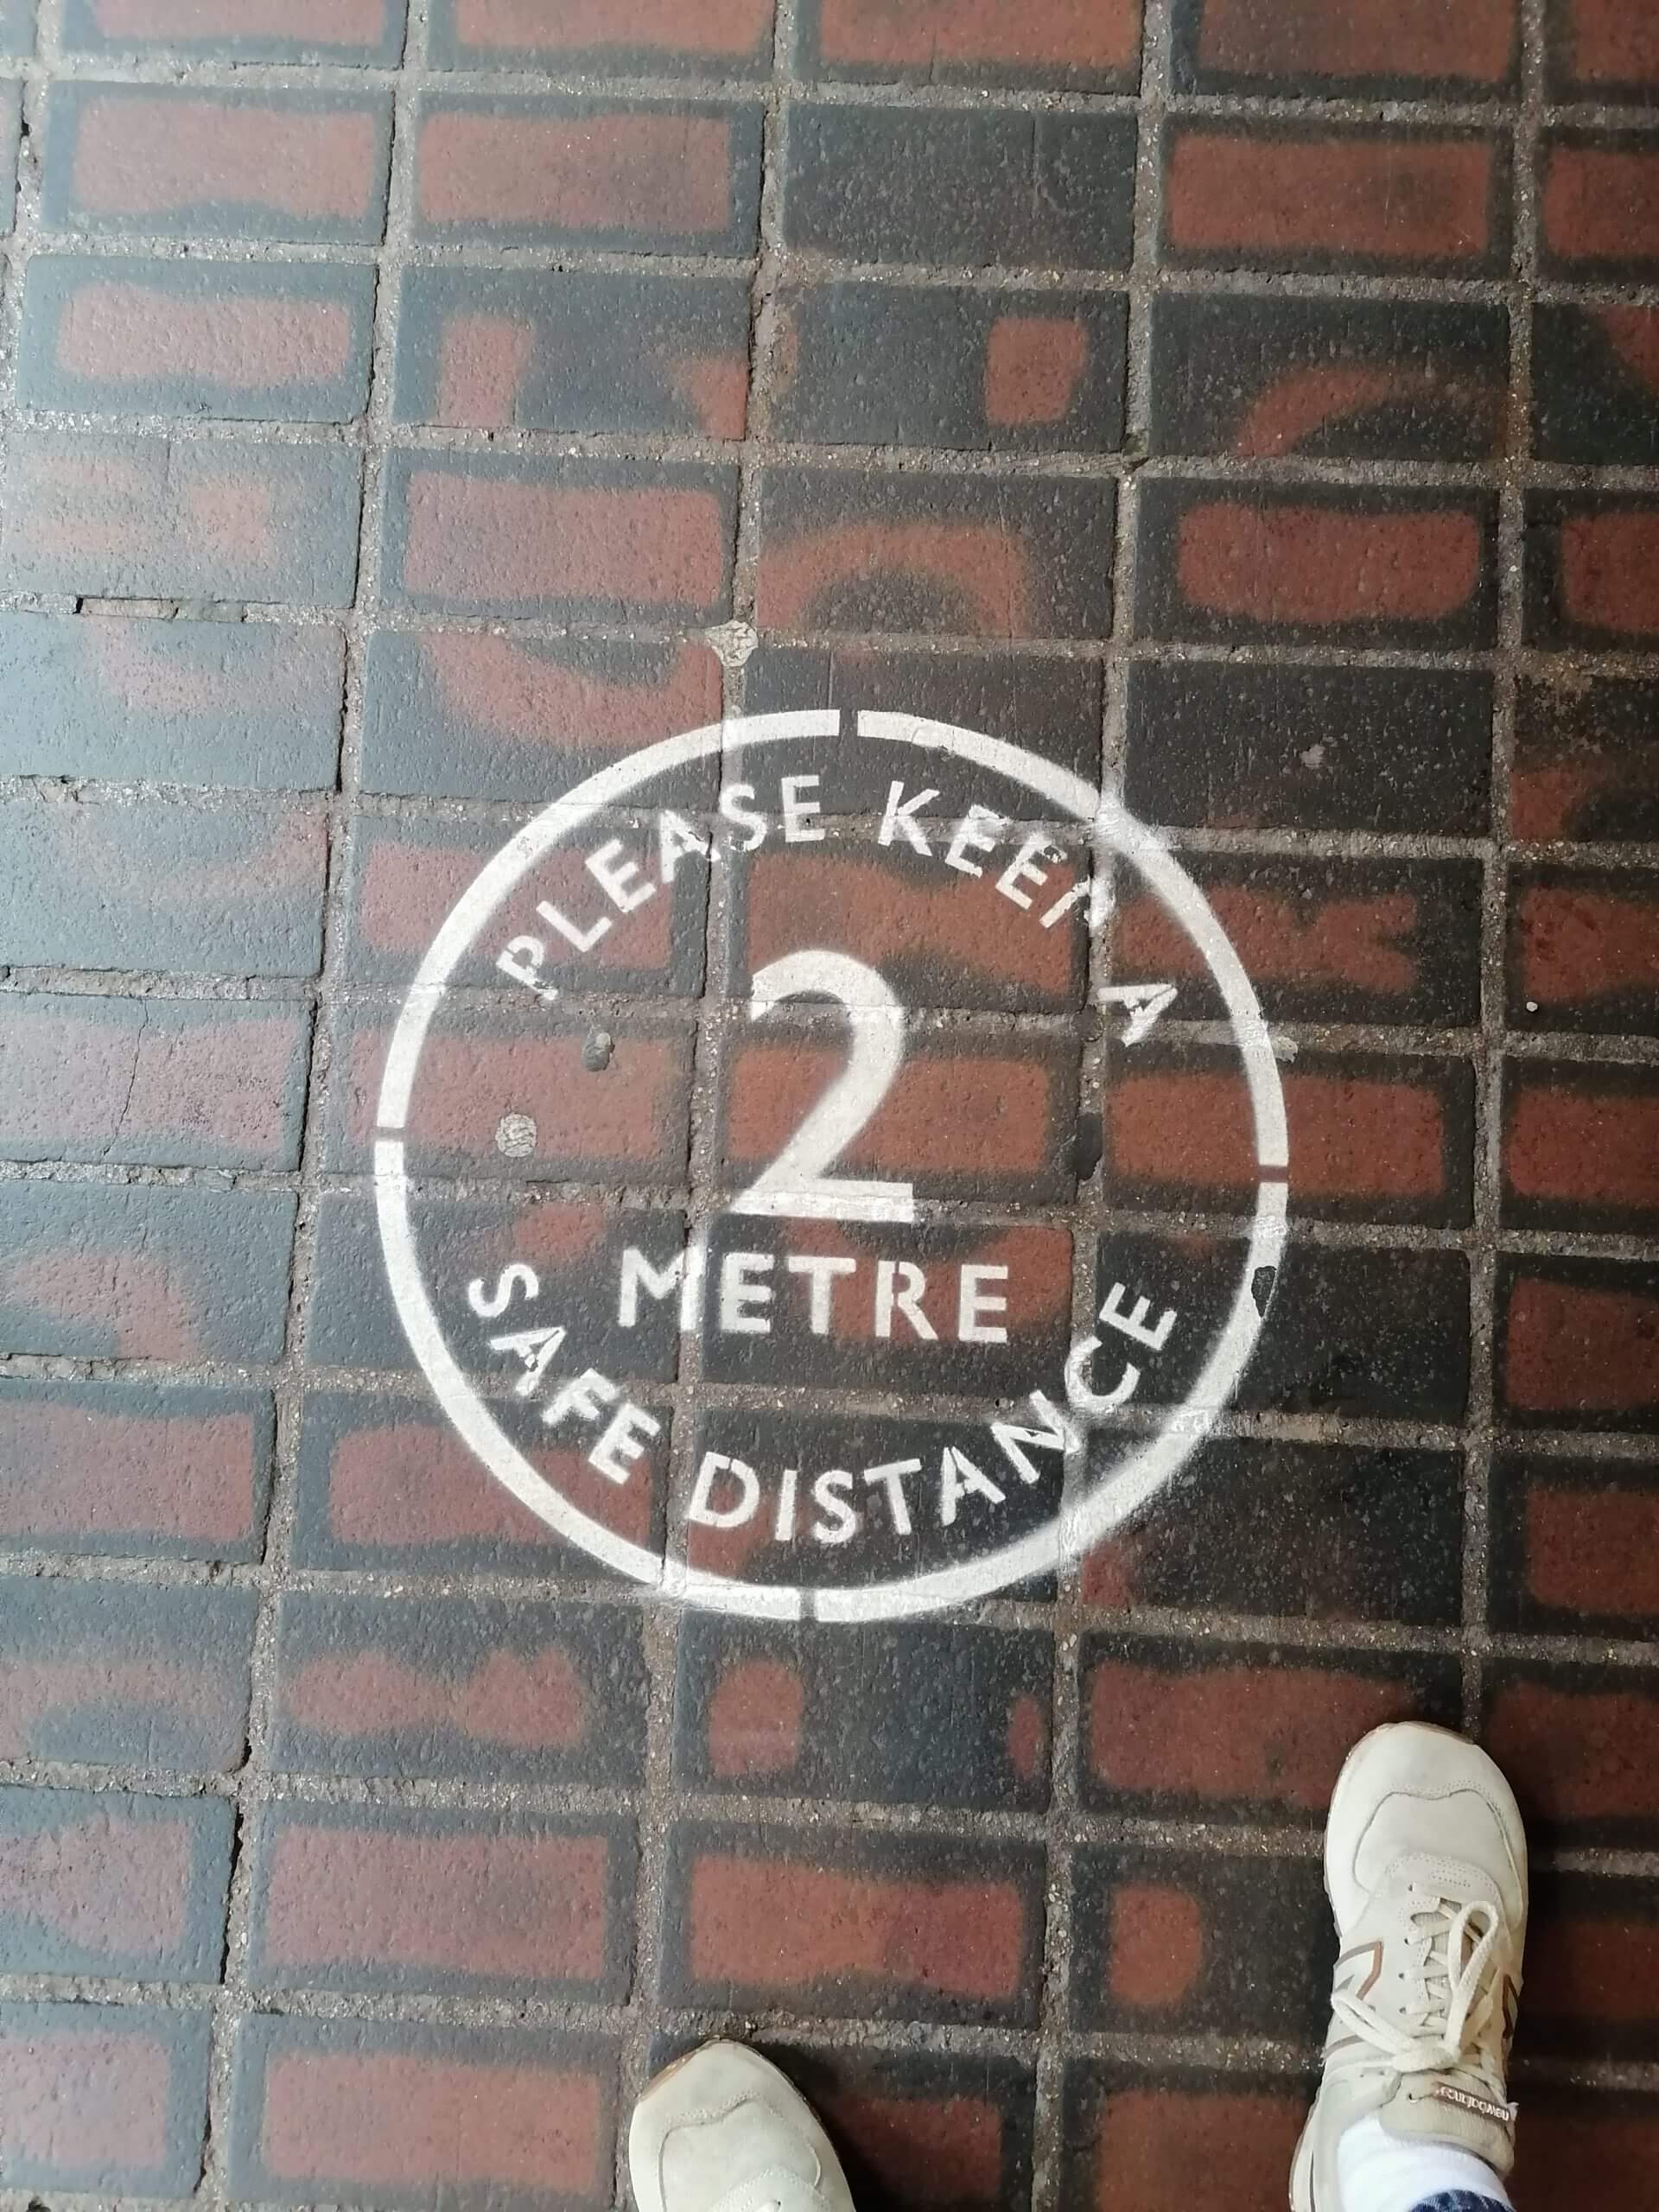 PLEASE KEEP A
2
METRE
SAFE DISTANCE